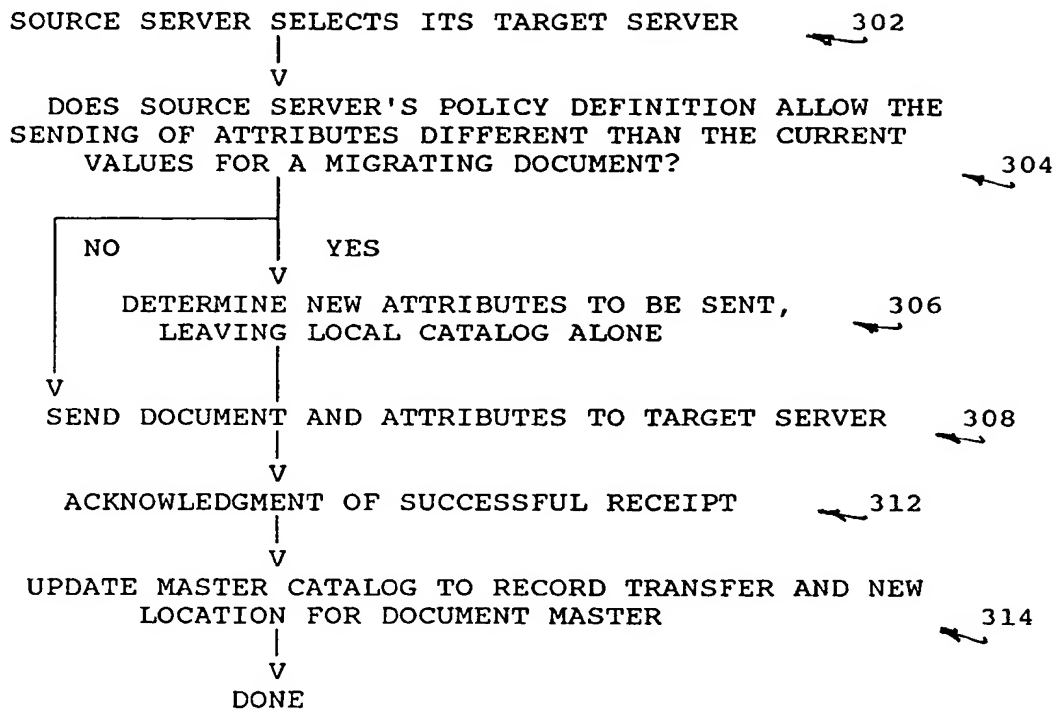 SOURCE SERVER SELECTS ITS TARGET SERVER 302
V
DOES SOURCE SERVER'S POLICY DEFINITION ALLOW THE
SENDING OF ATTRIBUTES DIFFERENT THAN THE CURRENT
VALUES FOR A MIGRATING DOCUMENT? 304
NO YES
V
DETERMINE NEW ATTRIBUTES TO BE SENT, 306
LEAVING LOCAL CATALOG ALONE
V
SEND DOCUMENT AND ATTRIBUTES TO TARGET SERVER 308
V
ACKNOWLEDGMENT OF SUCCESSFUL RECEIPT 312
V
UPDATE MASTER CATALOG TO RECORD TRANSFER AND NEW
LOCATION FOR DOCUMENT MASTER 314
V
DONE